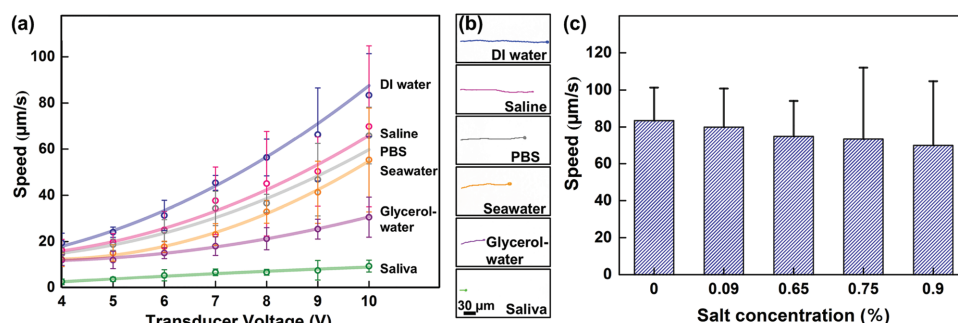 (a)
100
80
60
40
20
0
Speed (μm/s)
DI water
Saline
PBS
Seawater
Glycerol-
water
Saliva
4 5 6 7 8 9 10
Transducer Voltage (V)
(b)
DI water
Saline
PBS
Seawater
Glycerol-
water
30 μm
Saliva
(c)
120
100
80
60
40
20
0
Speed (μm/s)
0 0.09 0.65 0.75 0.9
Salt concentration (%)